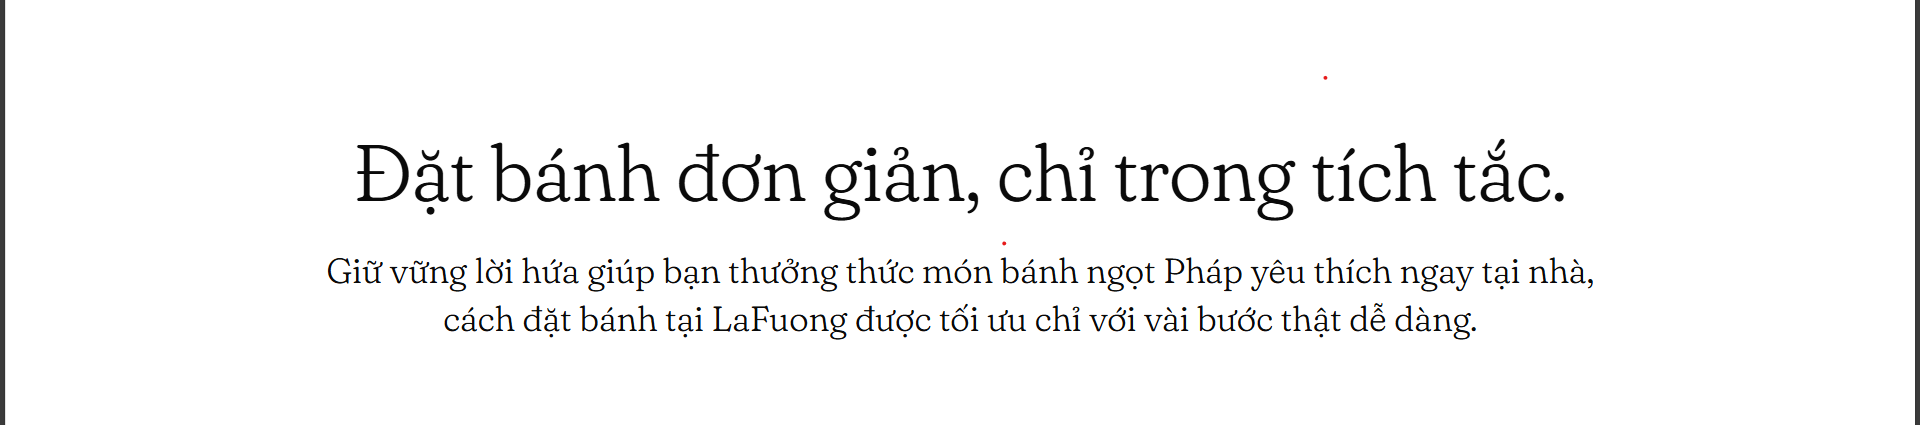 Đặt bánh đơn giản, chỉ trong tích tắc.
Giữ vững lời hứa giúp bạn thưởng thức món bánh ngọt Pháp yêu thích ngay tại nhà,
cách đặt bánh tại LaFuong được tối ưu chỉ với vài bước thật dễ dàng.